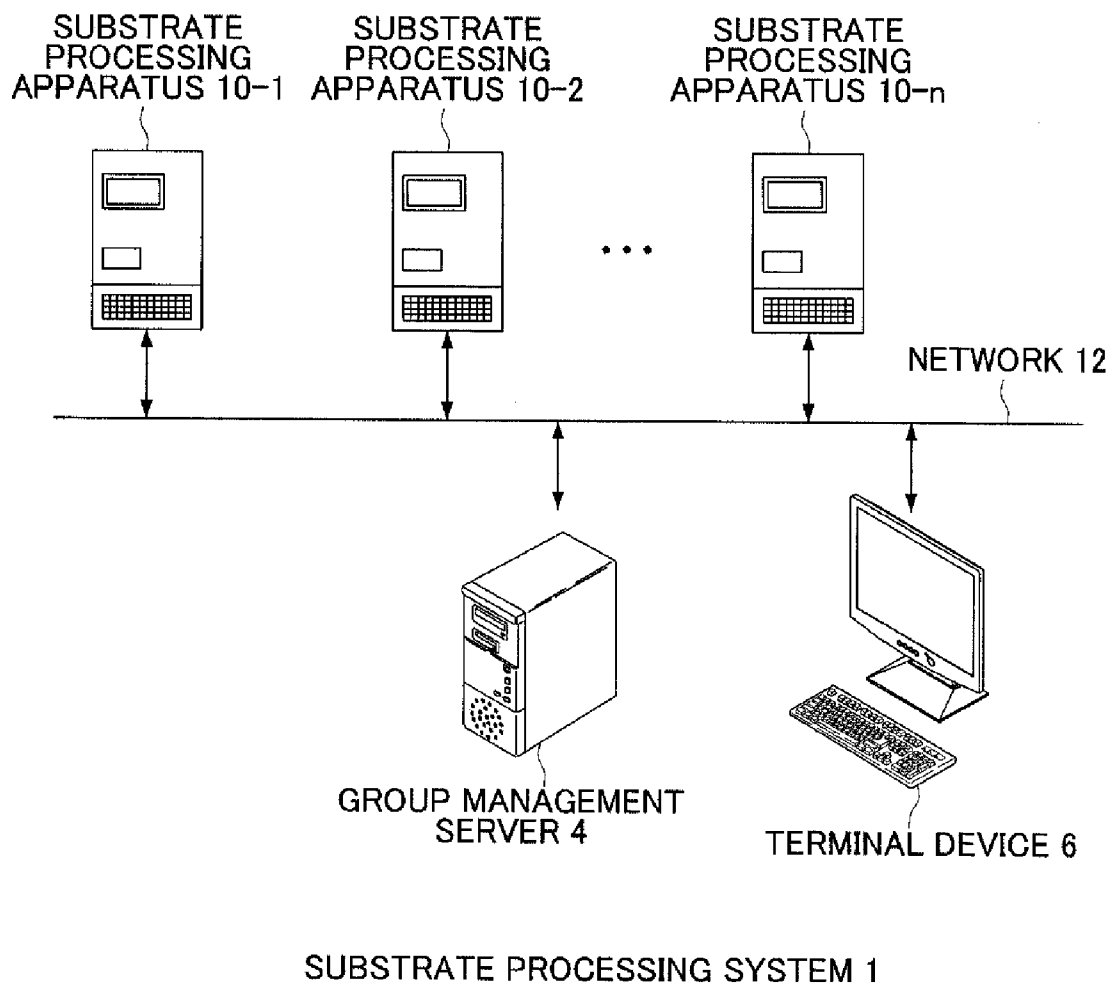 SUBSTRATE
PROCESSING
APPARATUS 10-1
SUBSTRATE
PROCESSING
APPARATUS 10-2
SUBSTRATE
PROCESSING
APPARATUS 10-n
NETWORK 12
GROUP MANAGEMENT
SERVER 4
TERMINAL DEVICE 6
SUBSTRATE PROCESSING SYSTEM 1